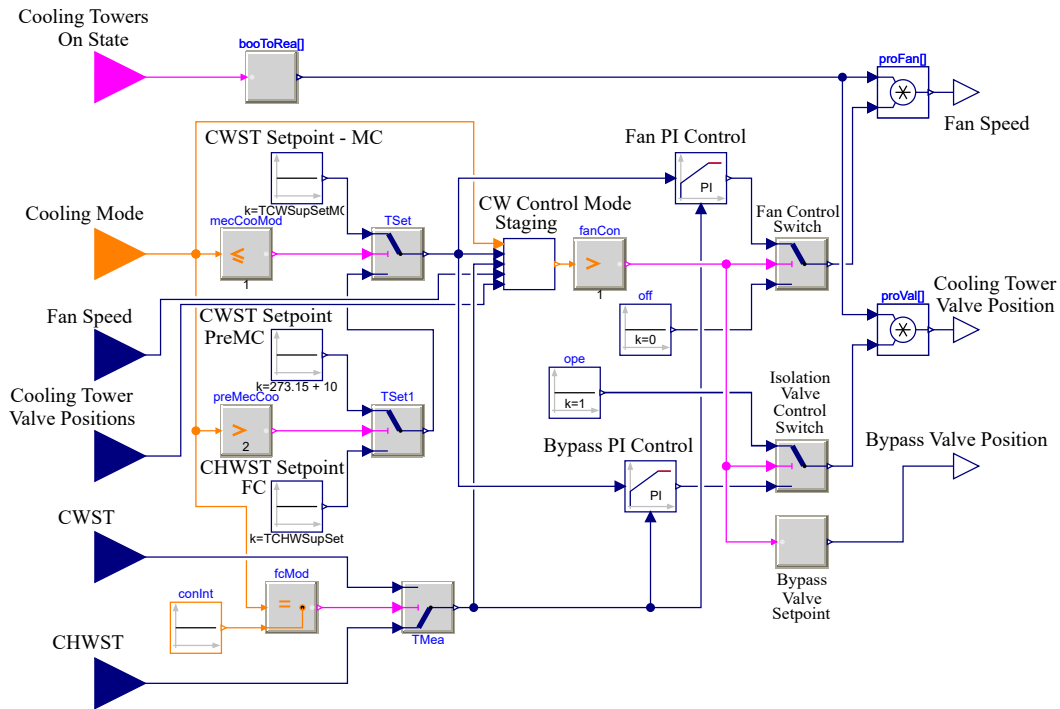 Cooling Towers
On State
booToRea[]
proFan[]
Fan Speed
CWST Setpoint - MC
k=TCWSupSetMC
Fan PI Control
PI
Cooling Mode
mecCooMod
≤
1
TSet
CW Control Mode
Staging
fanCon
>
1
Fan Control
Switch
Cooling Tower
Valve Position
Fan Speed
CWST Setpoint
PreMC
k=273.15 + 10
off
k=0
proVal[]
Cooling Tower
Valve Positions
preMecCoo
>
2
TSet1
ope
k=1
Isolation Valve
Control
Switch
Bypass Valve Position
Bypass PI Control
PI
CHWST Setpoint
FC
k=TCHWSupSet
CWST
conInt
fcMod
=
TMea
Bypass
Valve
Setpoint
CHWST